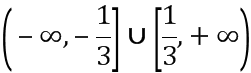 (−∞, −1/3] ∪ [1/3, +∞)